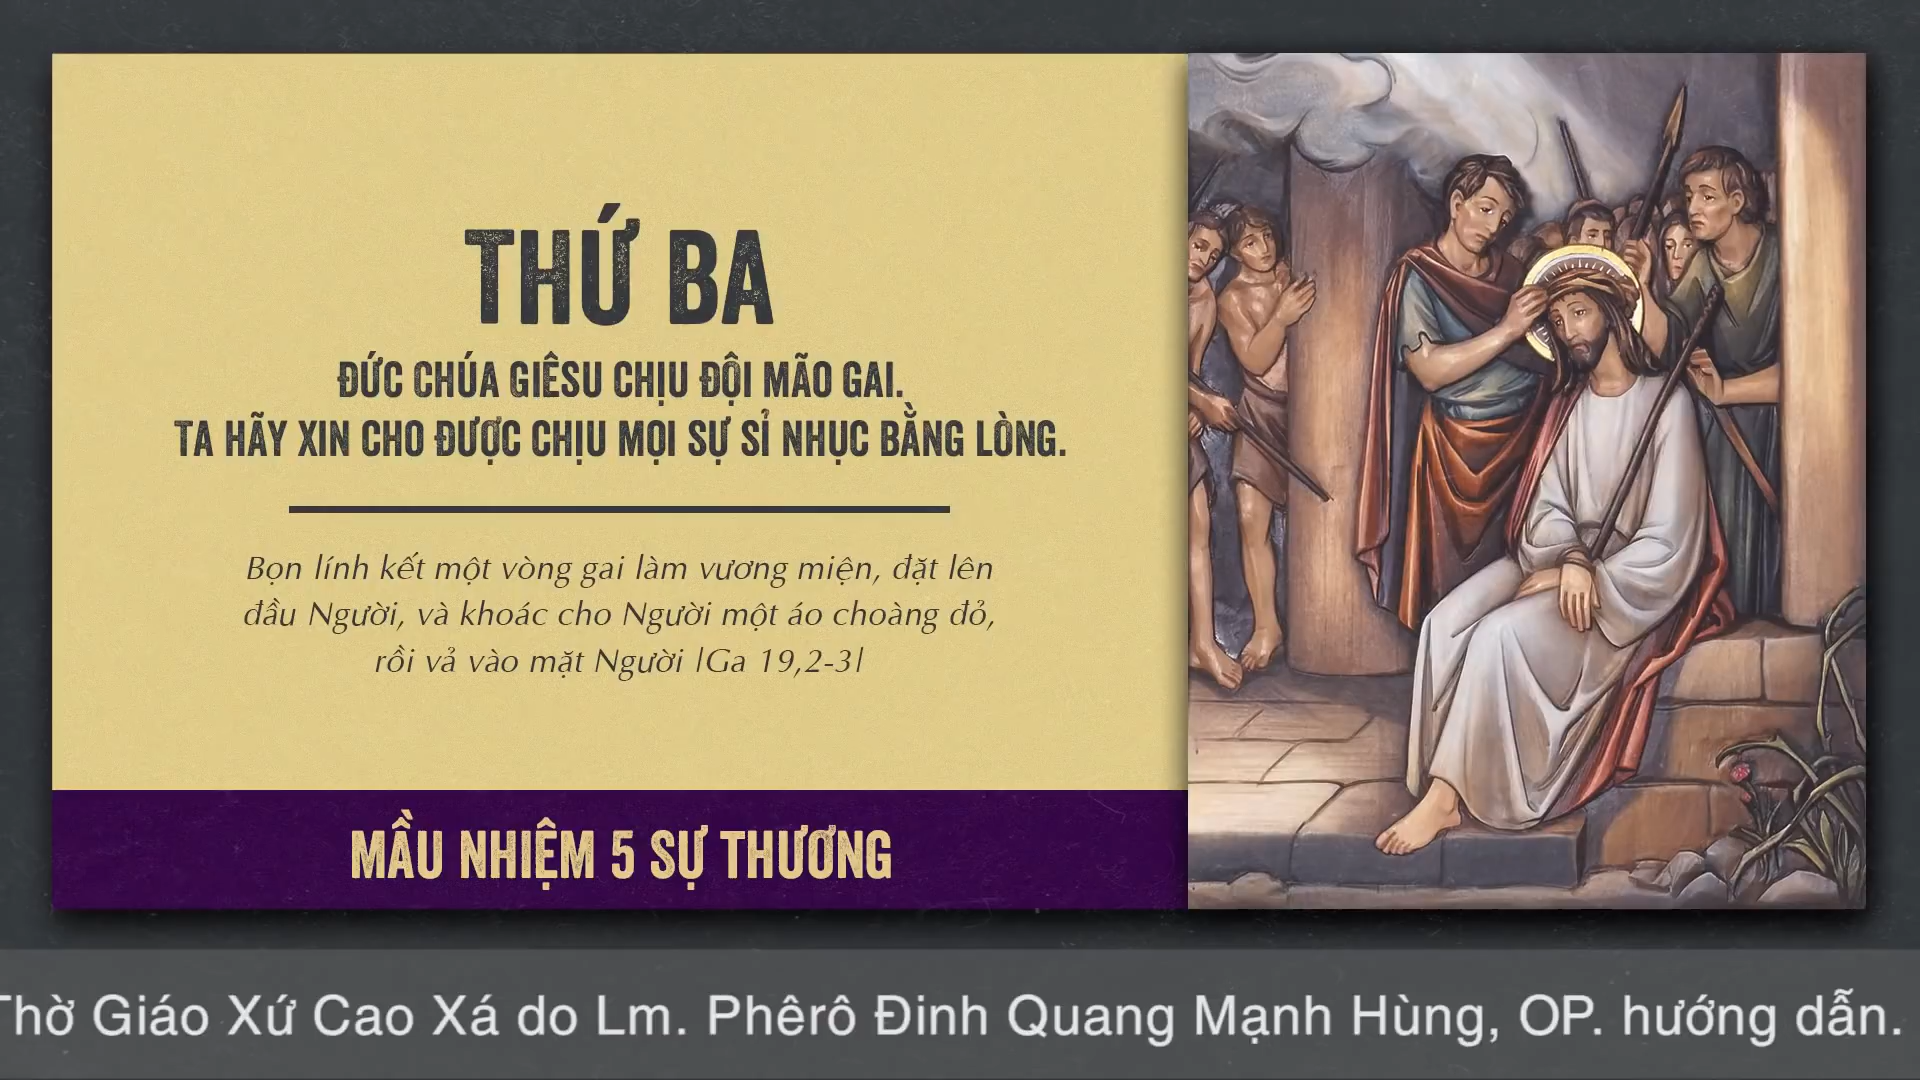 THỨ BA
ĐỨC CHÚA GIÊSU CHỊU ĐỘI MÃO GAI.
TA HÃY XIN CHO ĐƯỢC CHỊU MỌI SỰ SỈ NHỤC BẰNG LÒNG.
Bọn lính kết một vòng gai làm vương miện, đặt lên
đầu Người, và khoác cho Người một áo choàng đỏ,
rồi vả vào mặt Người |Ga 19,2-3|
MẦU NHIỆM 5 SỰ THƯƠNG
Thờ Giáo Xứ Cao Xá do Lm. Phêrô Đinh Quang Mạnh Hùng, OP. hướng dẫn.